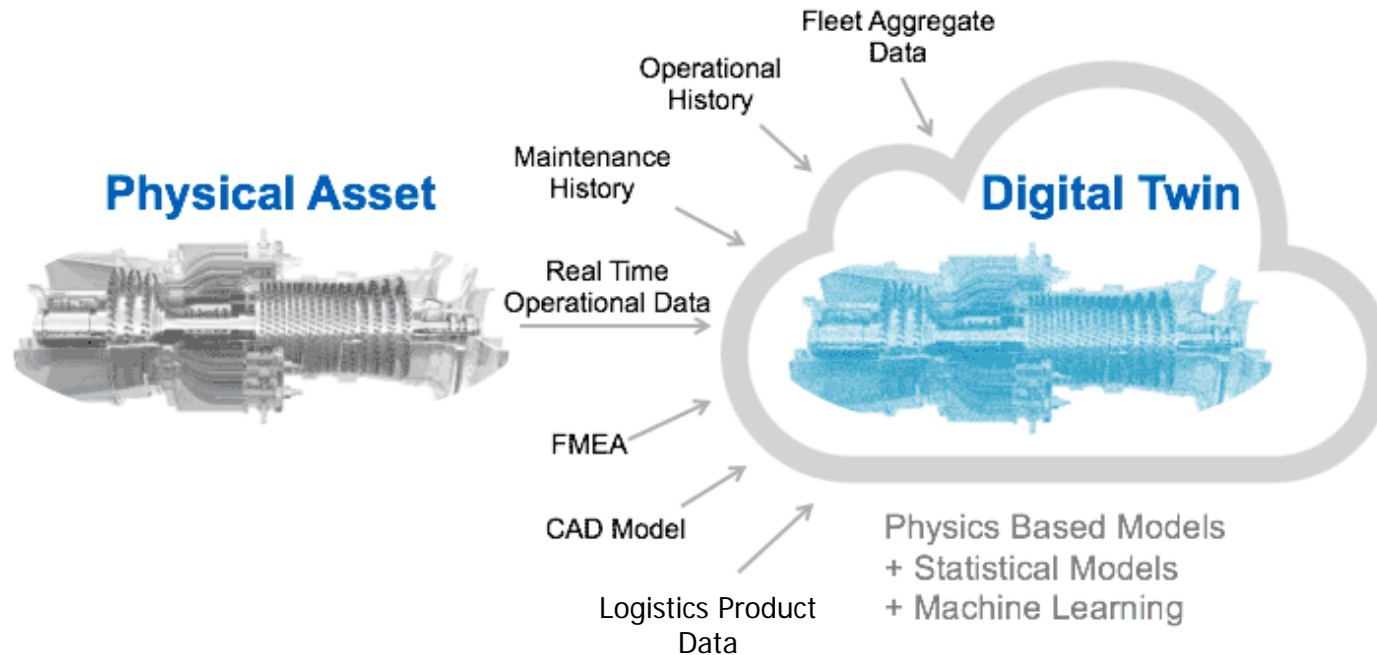 Fleet Aggregate
Data
Operational
History
Maintenance
History
Physical Asset
Digital Twin
Real Time
Operational Data
FMEA
CAD Model
Logistics Product
Data
Physics Based Models
+ Statistical Models
+ Machine Learning